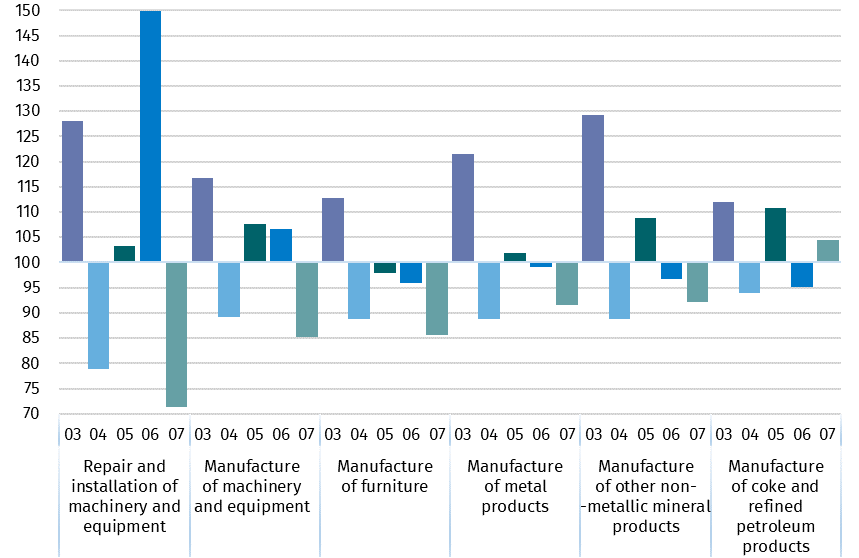 150
145
140
135
130
125
120
115
110
105
100
95
90
85
80
75
70
03 04 05 06 07 03 04 05 06 07 03 04 05 06 07 03 04 05 06 07 03 04 05 06 07 03 04 05 06 07
Repair and
installation of
machinery and
equipment
Manufacture
of machinery
and equipment
Manufacture
of furniture
Manufacture
of metal
products
Manufacture
of other non-
-metallic mineral
products
Manufacture
of coke and
refined
petroleum
products